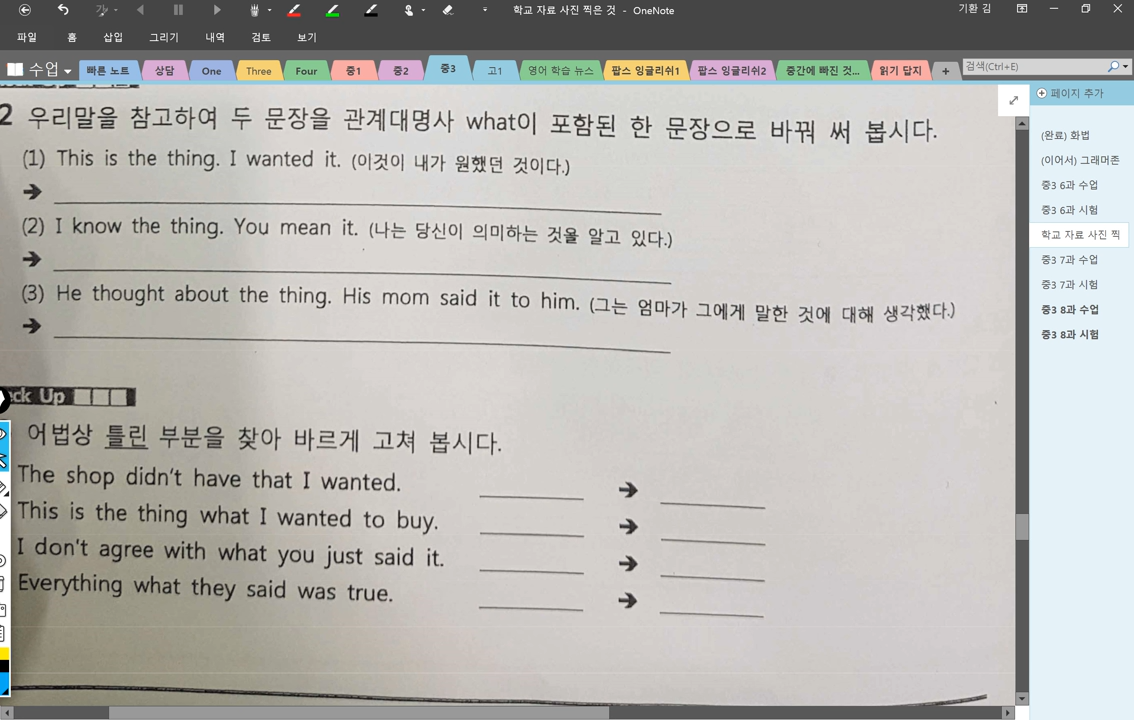 학교 자료 사진 찍은 것 - OneNote
기환 김
파일 홈 삽입 그리기 내역 검토 보기
수업 빠른 노트 상담 One Three Four 중1 중2 중3 고1 영어 학습 뉴스 팝스 잉글리쉬1 팝스 잉글리쉬2 중간에 빠진 것... 읽기 답지 + 검색(Ctrl+E)
페이지 추가
(완료) 화법
(이어서) 그래머존
중3 6과 수업
중3 6과 시험
학교 자료 사진 찍
중3 7과 수업
중3 7과 시험
중3 8과 수업
중3 8과 시험
2 우리말을 참고하여 두 문장을 관계대명사 what이 포함된 한 문장으로 바꿔 써 봅시다.
(1) This is the thing. I wanted it. (이것이 내가 원했던 것이다.)
➔
(2) I know the thing. You mean it. (나는 당신이 의미하는 것을 알고 있다.)
➔
(3) He thought about the thing. His mom said it to him. (그는 엄마가 그에게 말한 것에 대해 생각했다.)
➔
ck Up
어법상 틀린 부분을 찾아 바르게 고쳐 봅시다.
The shop didn't have that I wanted. ➔
This is the thing what I wanted to buy. ➔
I don't agree with what you just said it. ➔
Everything what they said was true. ➔